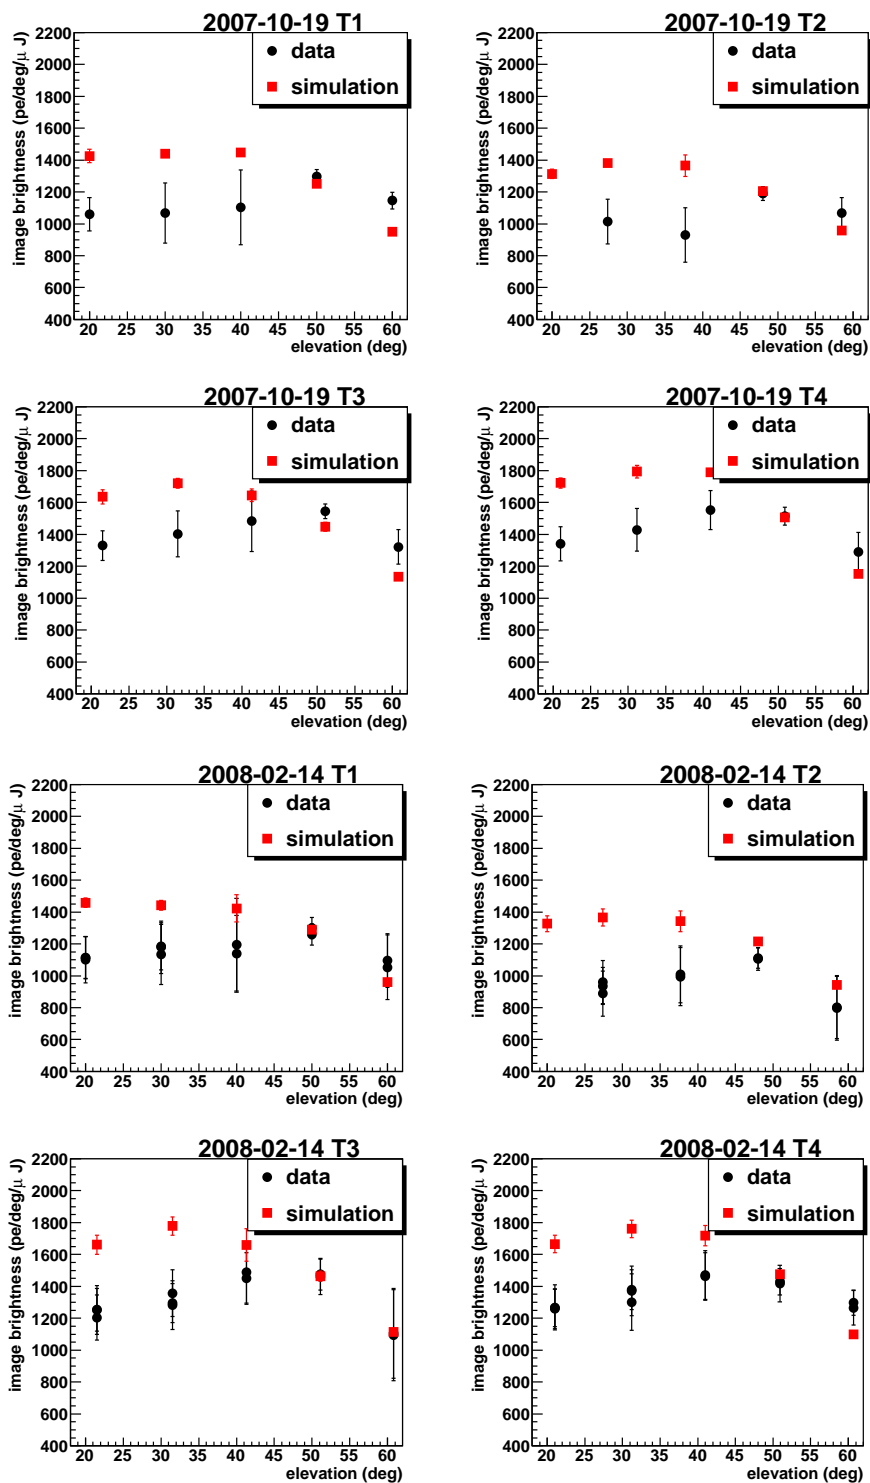 2007-10-19 T1
image brightness (pe/deg/μ J)
2200
2000
1800
1600
1400
1200
1000
800
600
400
data
simulation
20 25 30 35 40 45 50 55 60
elevation (deg)
2007-10-19 T2
image brightness (pe/deg/μ J)
2200
2000
1800
1600
1400
1200
1000
800
600
400
data
simulation
20 25 30 35 40 45 50 55 60
elevation (deg)
2007-10-19 T3
image brightness (pe/deg/μ J)
2200
2000
1800
1600
1400
1200
1000
800
600
400
data
simulation
20 25 30 35 40 45 50 55 60
elevation (deg)
2007-10-19 T4
image brightness (pe/deg/μ J)
2200
2000
1800
1600
1400
1200
1000
800
600
400
data
simulation
20 25 30 35 40 45 50 55 60
elevation (deg)
2008-02-14 T1
image brightness (pe/deg/μ J)
2200
2000
1800
1600
1400
1200
1000
800
600
400
data
simulation
20 25 30 35 40 45 50 55 60
elevation (deg)
2008-02-14 T2
image brightness (pe/deg/μ J)
2200
2000
1800
1600
1400
1200
1000
800
600
400
data
simulation
20 25 30 35 40 45 50 55 60
elevation (deg)
2008-02-14 T3
image brightness (pe/deg/μ J)
2200
2000
1800
1600
1400
1200
1000
800
600
400
data
simulation
20 25 30 35 40 45 50 55 60
elevation (deg)
2008-02-14 T4
image brightness (pe/deg/μ J)
2200
2000
1800
1600
1400
1200
1000
800
600
400
data
simulation
20 25 30 35 40 45 50 55 60
elevation (deg)